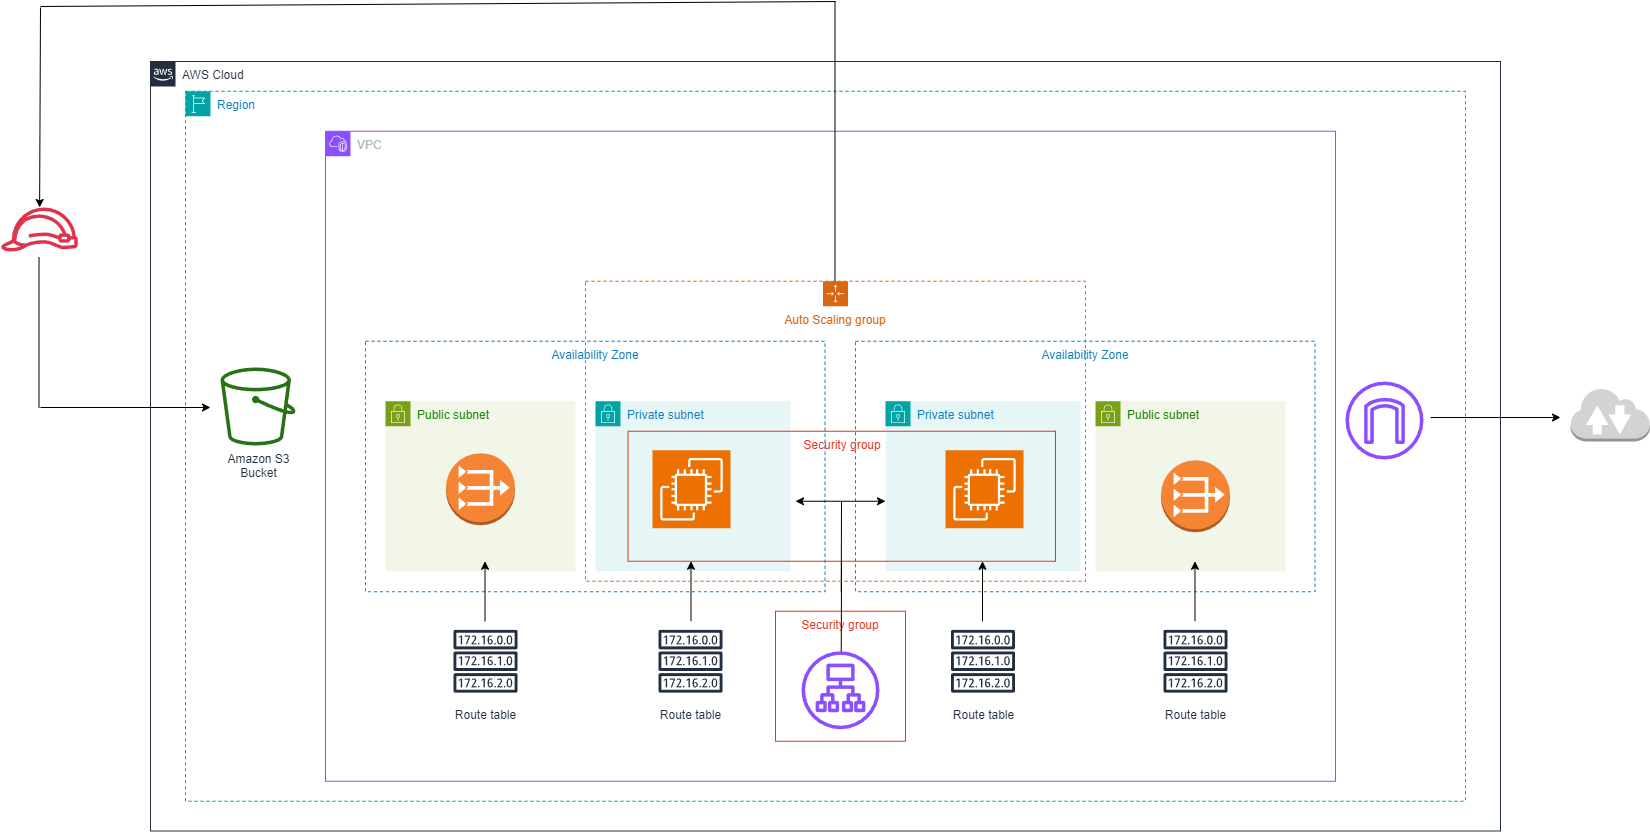 aws
AWS Cloud
Region
VPC
Auto Scaling group
Availability Zone
Availability Zone
Public subnet
Private subnet
Private subnet
Public subnet
Security group
Amazon S3
Bucket
Security group
172.16.0.0
172.16.1.0
172.16.2.0
Route table
172.16.0.0
172.16.1.0
172.16.2.0
Route table
172.16.0.0
172.16.1.0
172.16.2.0
Route table
172.16.0.0
172.16.1.0
172.16.2.0
Route table